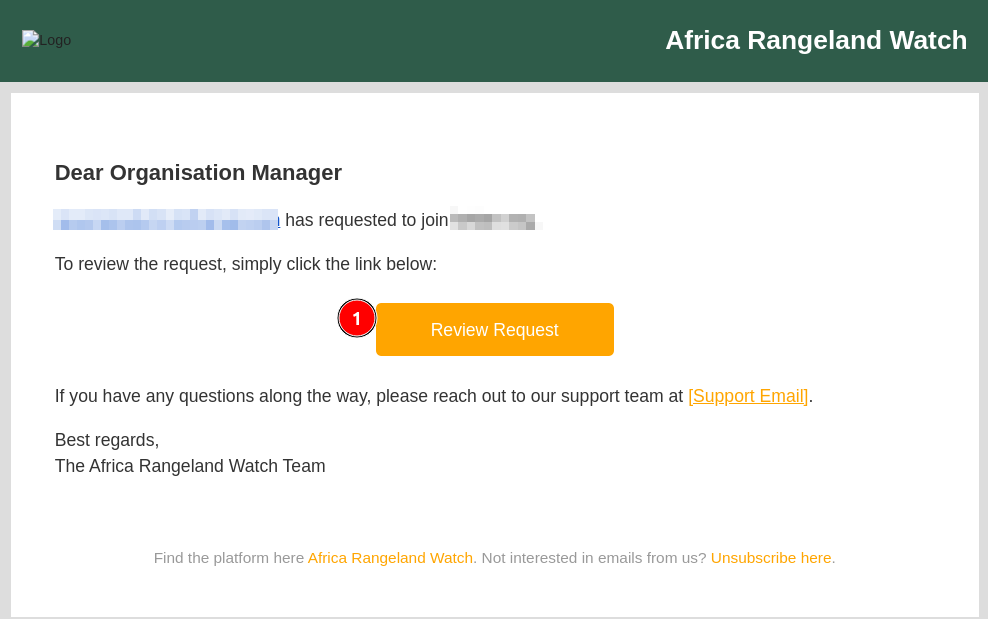 Logo
Africa Rangeland Watch
Dear Organisation Manager
has requested to join
To review the request, simply click the link below:
1
Review Request
If you have any questions along the way, please reach out to our support team at [Support Email].
Best regards,
The Africa Rangeland Watch Team
Find the platform here Africa Rangeland Watch. Not interested in emails from us? Unsubscribe here.